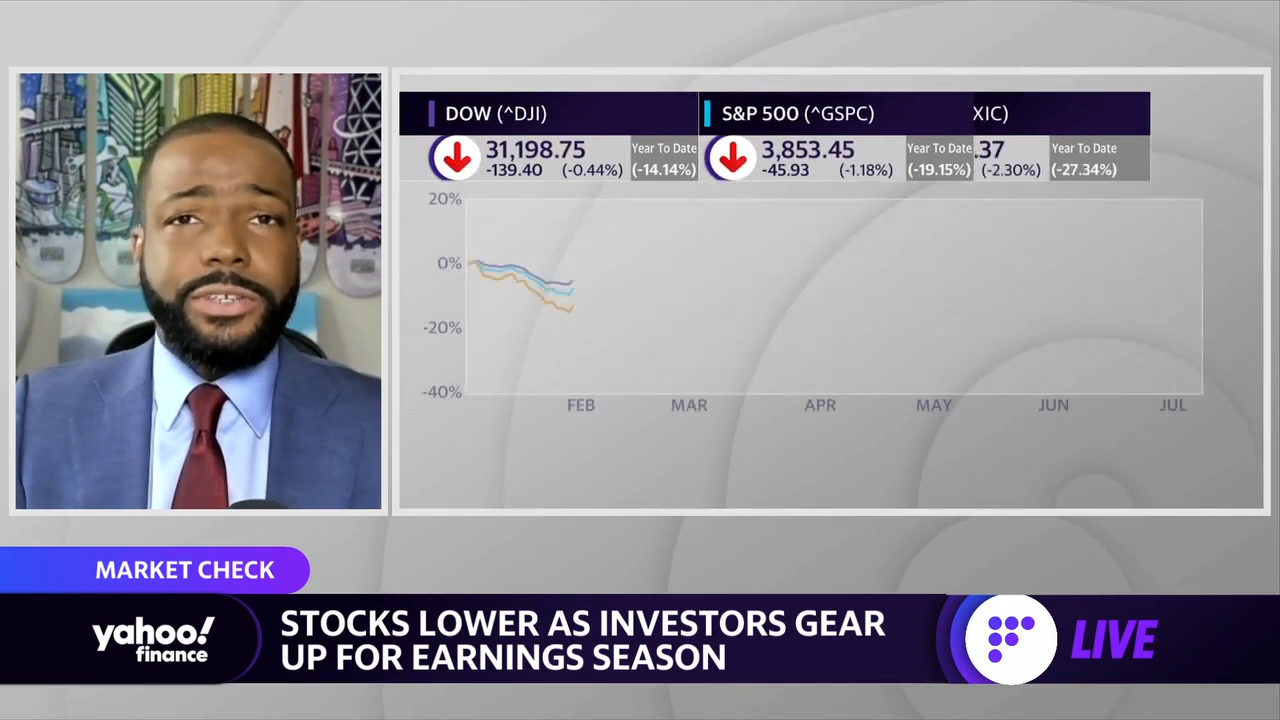 DOW (^DJI)
31,198.75
-139.40 (-0.44%)
Year To Date
(-14.14%)
S&P 500 (^GSPC)
3,853.45
-45.93 (-1.18%)
Year To Date
(-19.15%)
XIC)
.37
(-2.30%)
Year To Date
(-27.34%)
20%
0%
-20%
-40%
FEB MAR APR MAY JUN JUL
MARKET CHECK
yahoo!
finance
STOCKS LOWER AS INVESTORS GEAR
UP FOR EARNINGS SEASON
LIVE